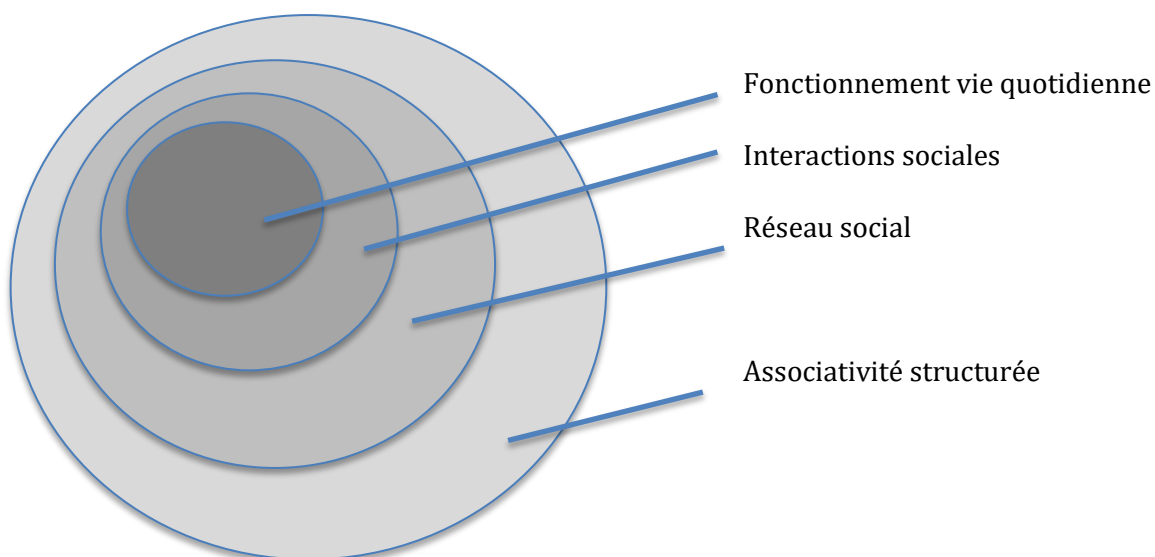 Fonctionnement vie quotidienne
Interactions sociales
Réseau social
Associativité structurée